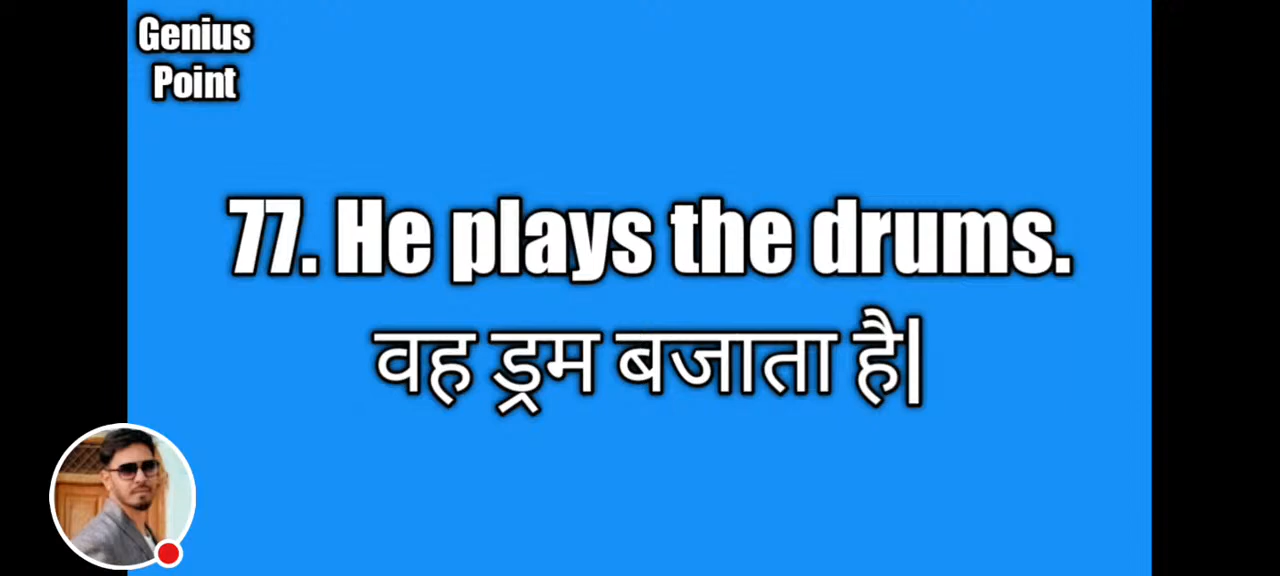 Genius
Point
77. He plays the drums.
वह ड्रम बजाता है|